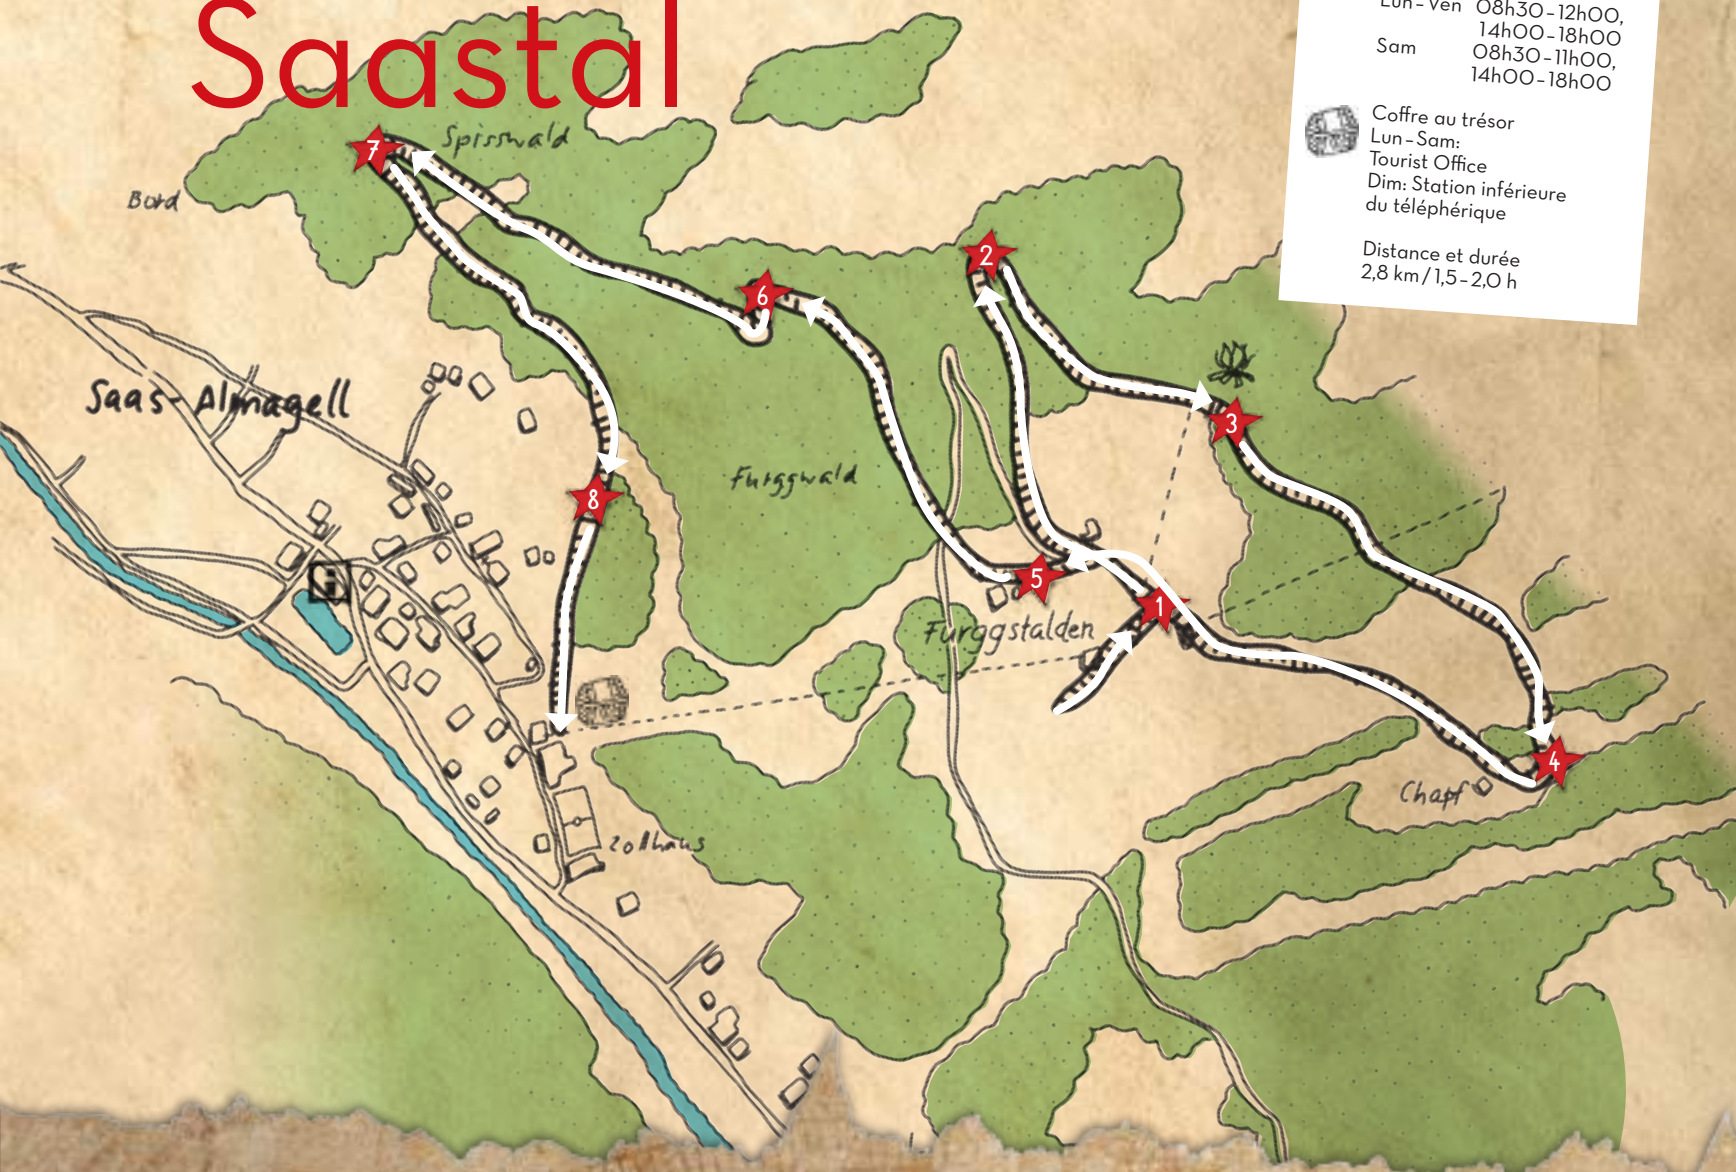 Saastal
Lun-Ven 08h30-12h00,
14h00-18h00
Sam 08h30-11h00,
14h00-18h00
Coffre au trésor
Lun-Sam:
Tourist Office
Dim: Station inférieure
du téléphérique
Distance et durée
2,8 km/1,5-2,0 h
7
Spisswald
Bord
2
6
Saas-Almagell
3
Furggwald
8
5
i
1
Furggstalden
4
Chapf
Zollhaus